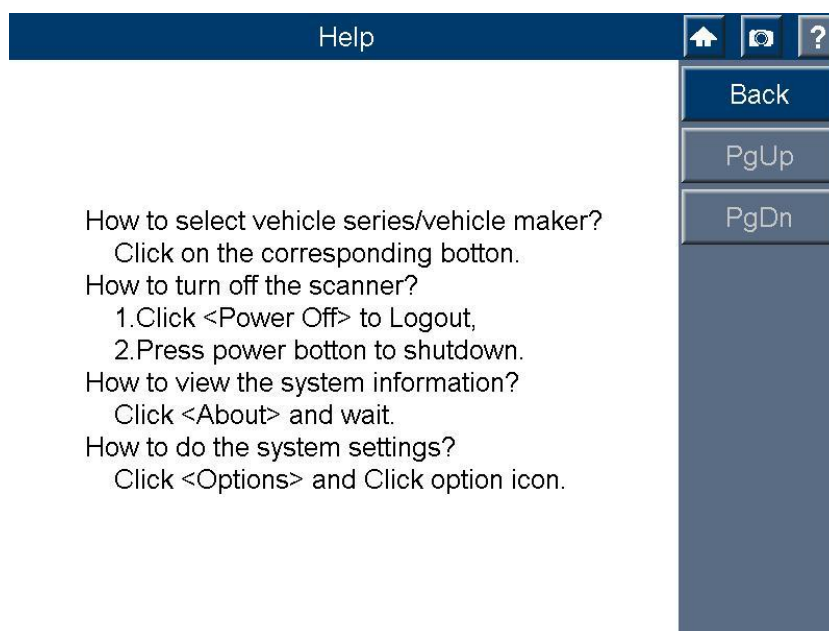 Help
?
Back
PgUp
PgDn
How to select vehicle series/vehicle maker?
Click on the corresponding botton.
How to turn off the scanner?
1.Click <Power Off> to Logout,
2.Press power botton to shutdown.
How to view the system information?
Click <About> and wait.
How to do the system settings?
Click <Options> and Click option icon.